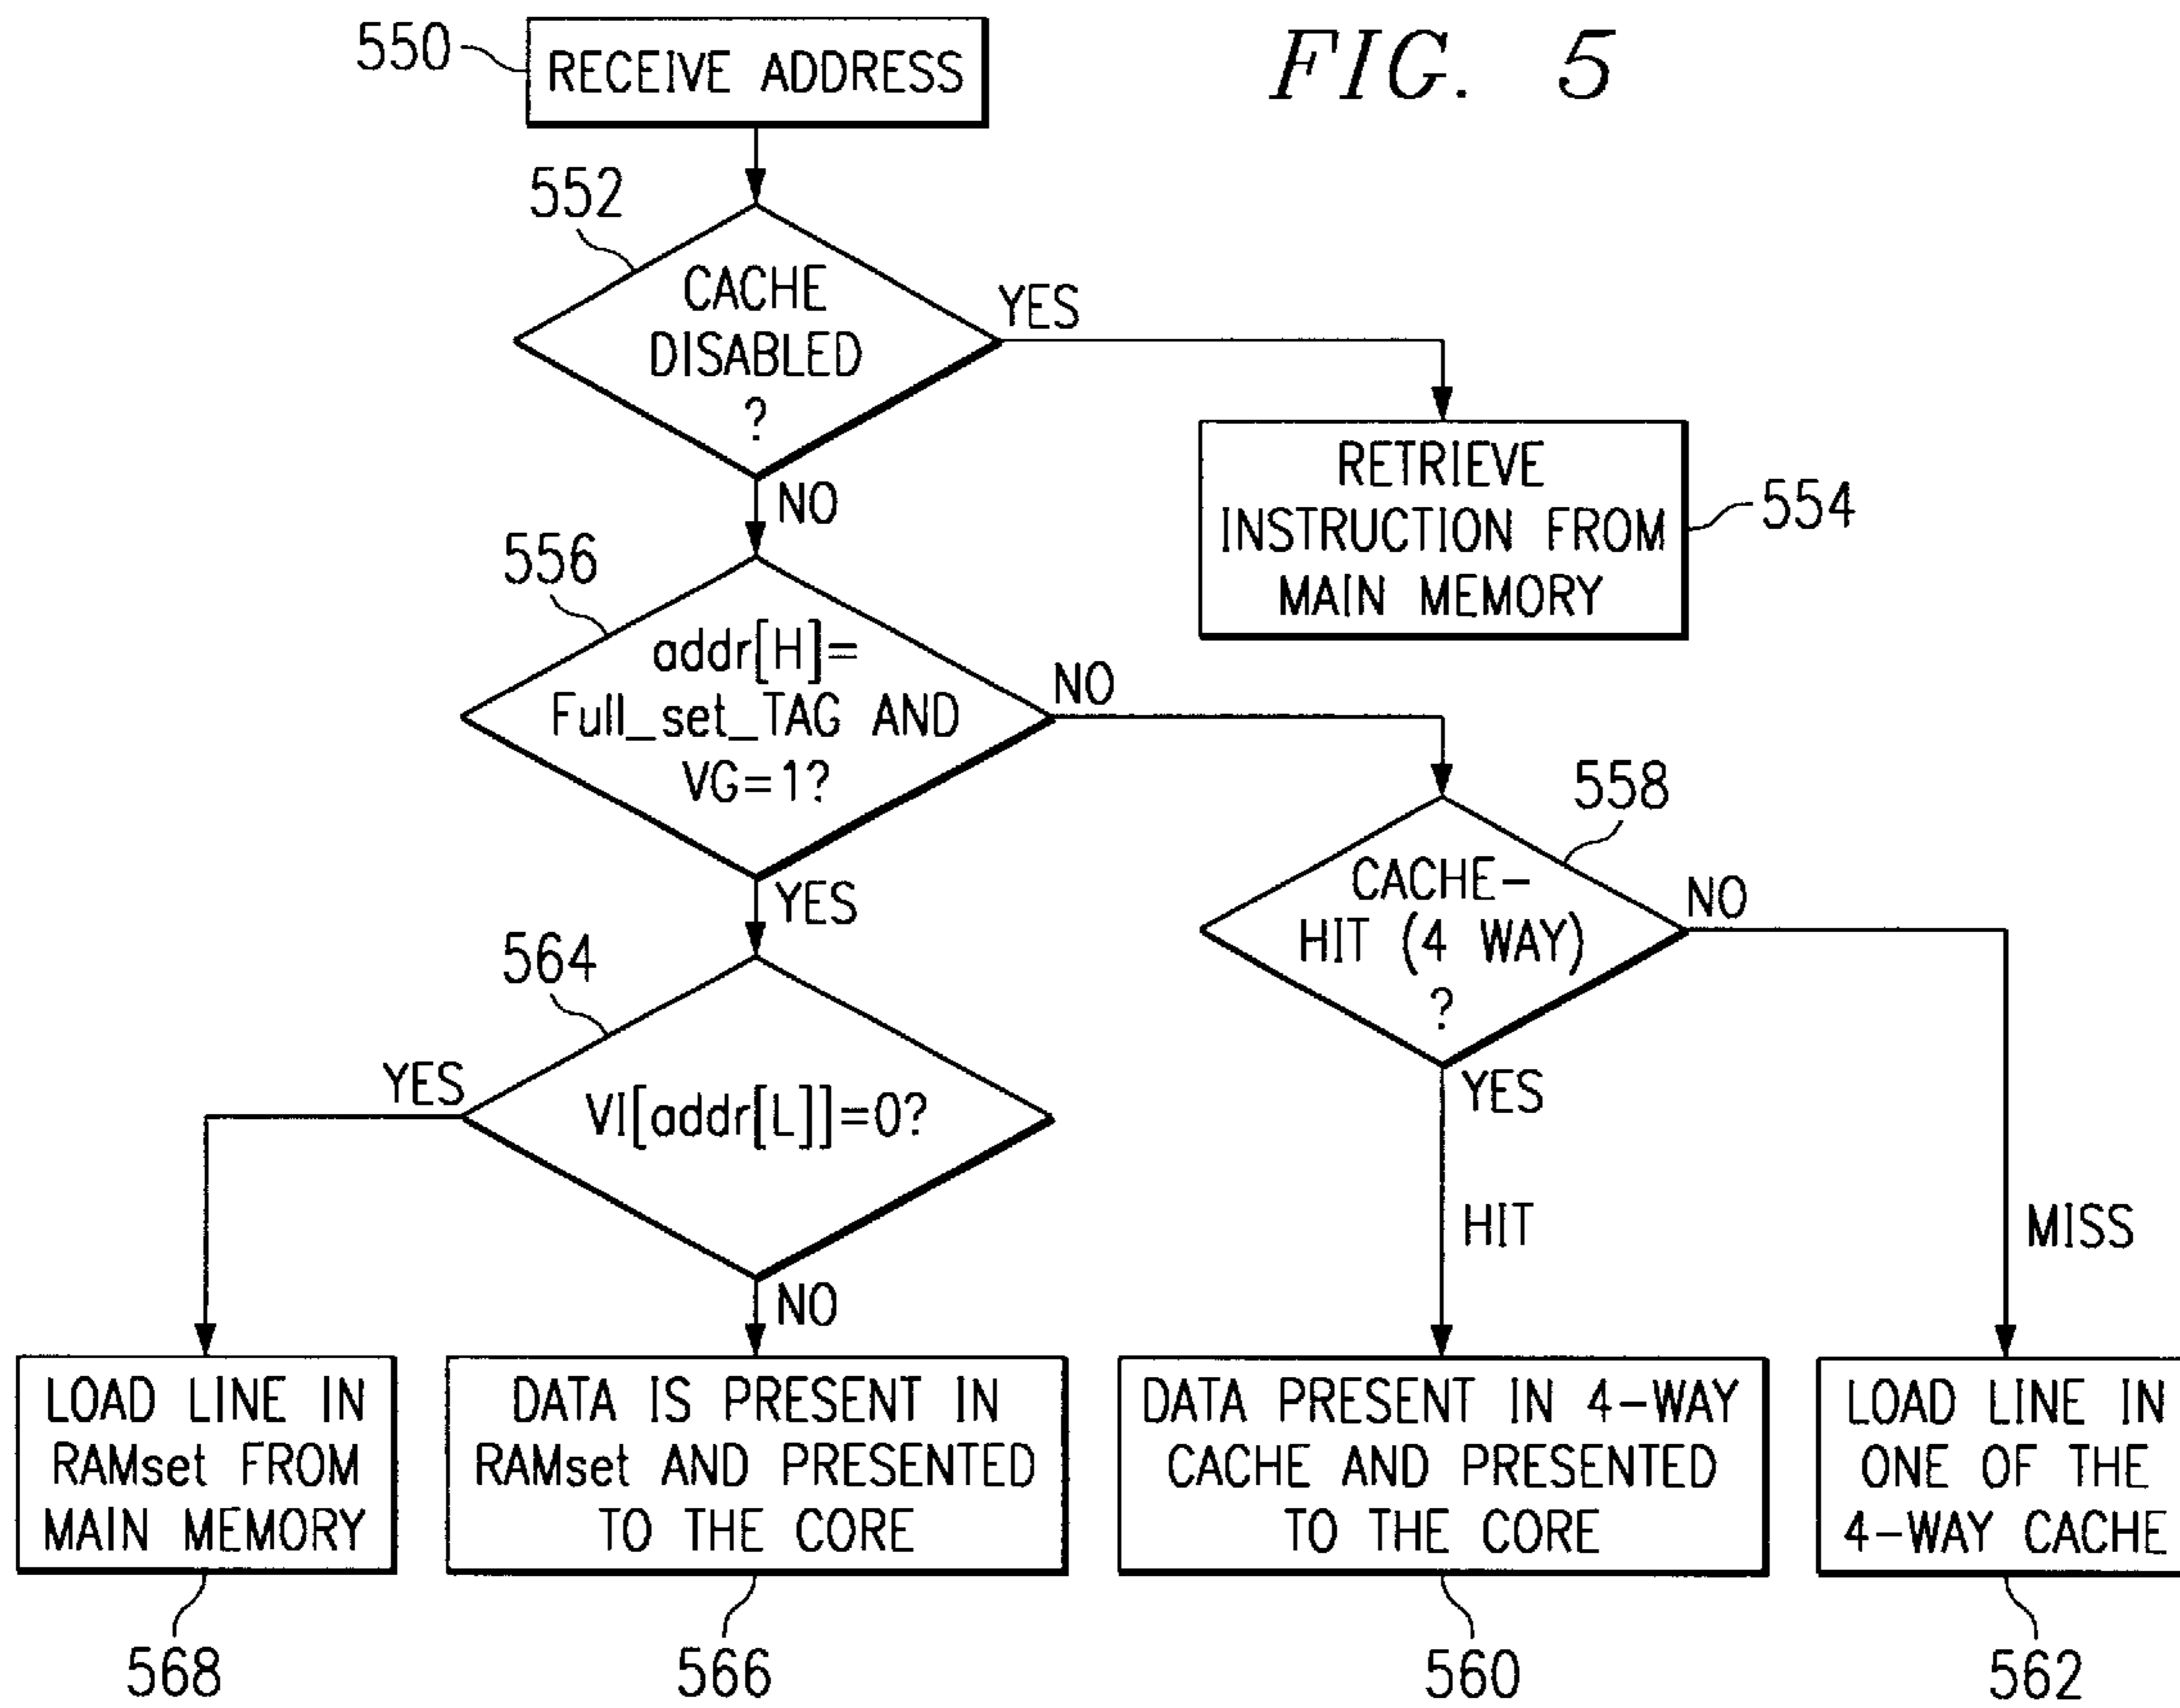 FIG. 5
550
RECEIVE ADDRESS
552
CACHE
DISABLED
?
YES
NO
RETRIEVE
INSTRUCTION FROM
MAIN MEMORY
554
556
addr[H]=
Full_set_TAG AND
VG=1?
NO
YES
558
CACHE-
HIT (4 WAY)
?
NO
YES
HIT
MISS
564
VI[addr[L]]=0?
YES
NO
LOAD LINE IN
RAMset FROM
MAIN MEMORY
568
DATA IS PRESENT IN
RAMset AND PRESENTED
TO THE CORE
566
DATA PRESENT IN 4-WAY
CACHE AND PRESENTED
TO THE CORE
560
LOAD LINE IN
ONE OF THE
4-WAY CACHE
562